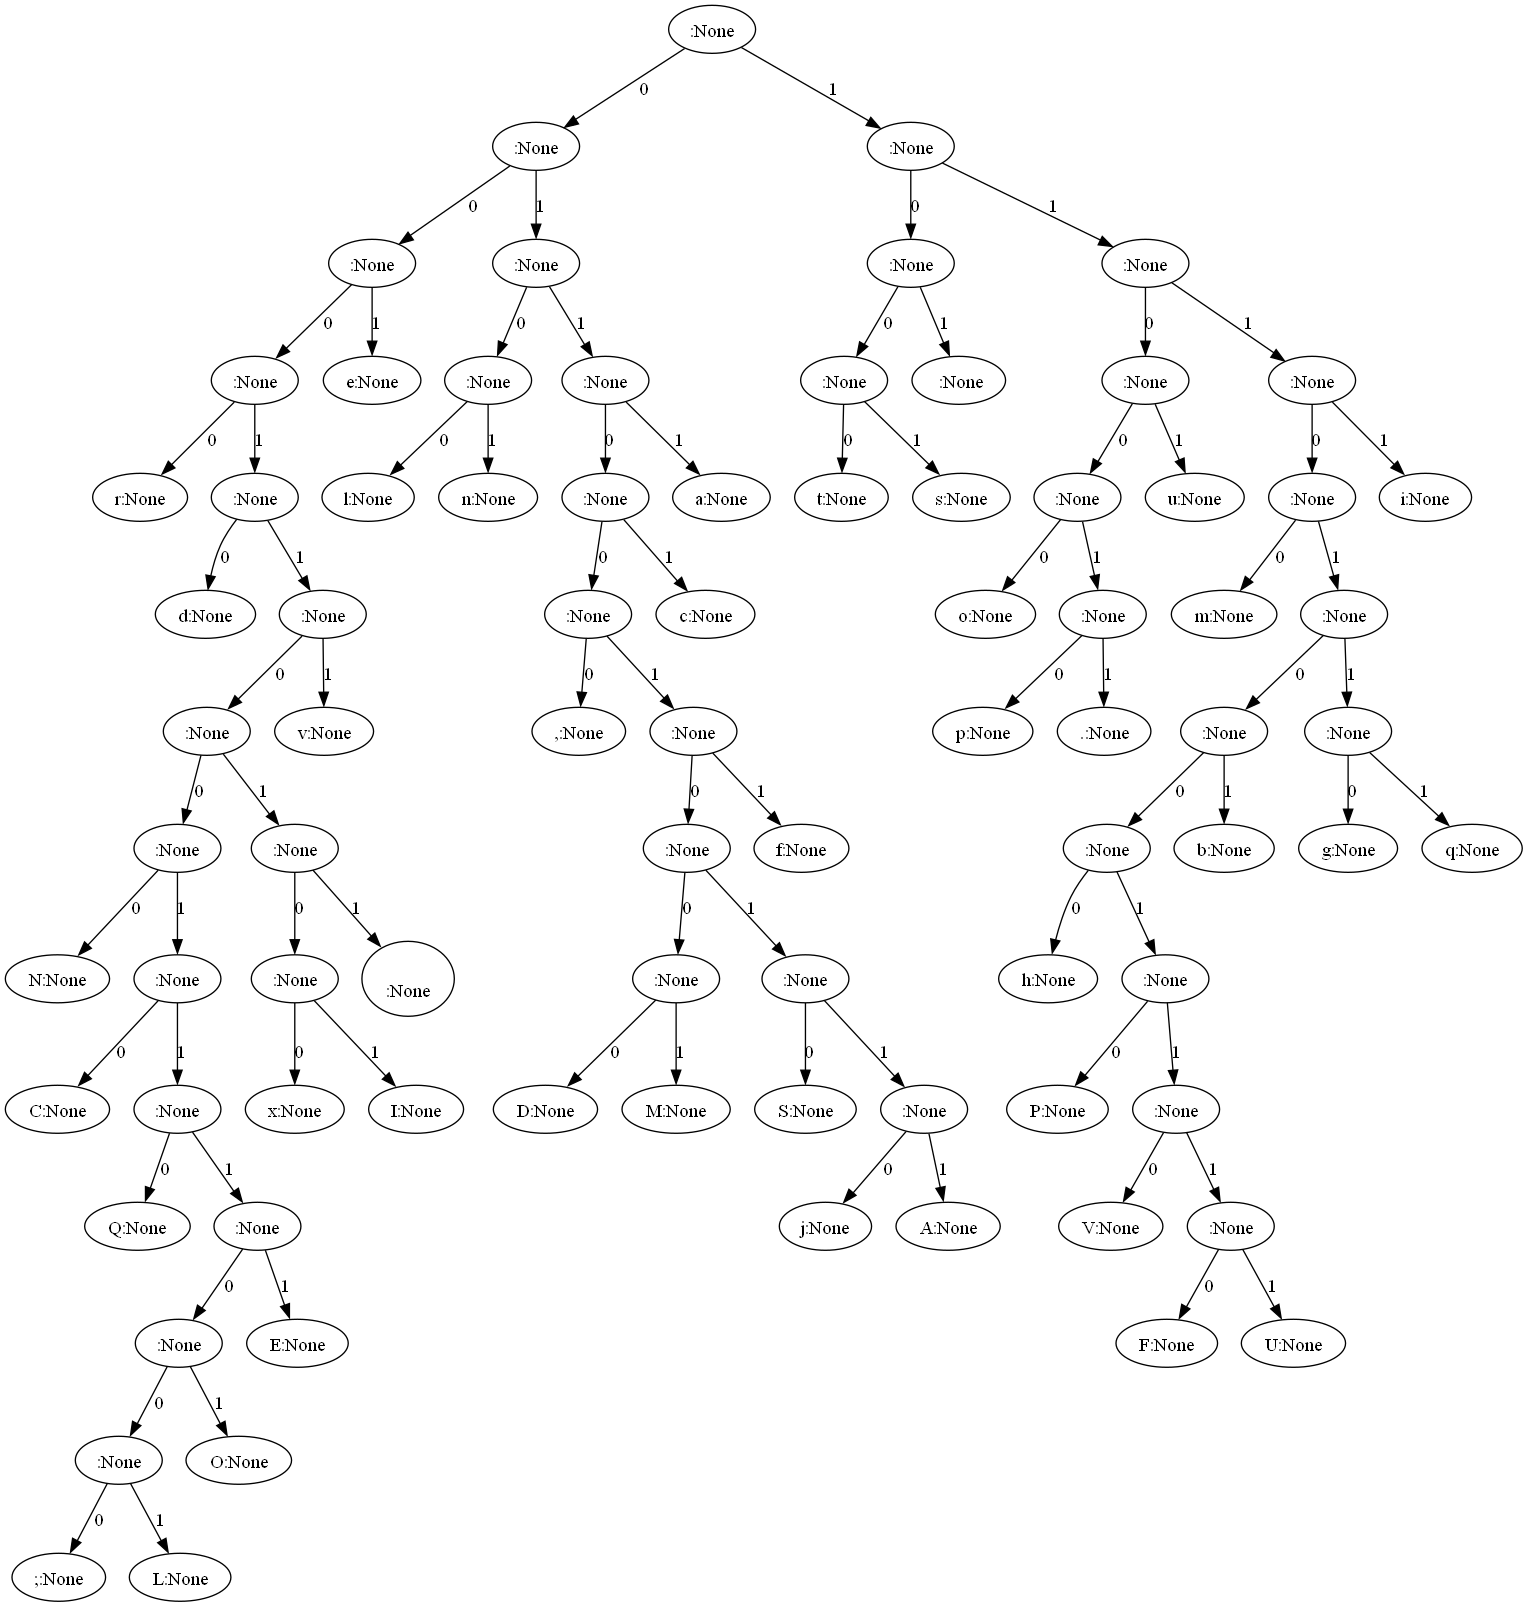 :None
0 1
:None :None
0 1 0 1
:None :None :None :None
0 1 0 1 0 1 0 1
:None e:None :None :None :None :None :None :None
0 1 0 1 0 1 0 1 0 1 0 1
r:None :None l:None n:None :None a:None t:None s:None :None u:None :None i:None
0 1 0 1 0 1 0 1
d:None :None :None c:None o:None :None m:None :None
0 1 0 1 0 1 0 1
:None v:None ,:None :None p:None .:None :None :None
0 1 0 1 0 1 0 1
:None :None :None f:None :None b:None g:None q:None
0 1 0 1 0 1 0 1
N:None :None :None :None :None :None h:None :None
0 1 0 1 0 1 0 1 0 1
C:None :None x:None I:None D:None M:None S:None :None P:None :None
0 1 0 1 0 1
Q:None :None j:None A:None V:None :None
0 1 0 1
:None E:None F:None U:None
0 1
:None O:None
0 1
;:None L:None